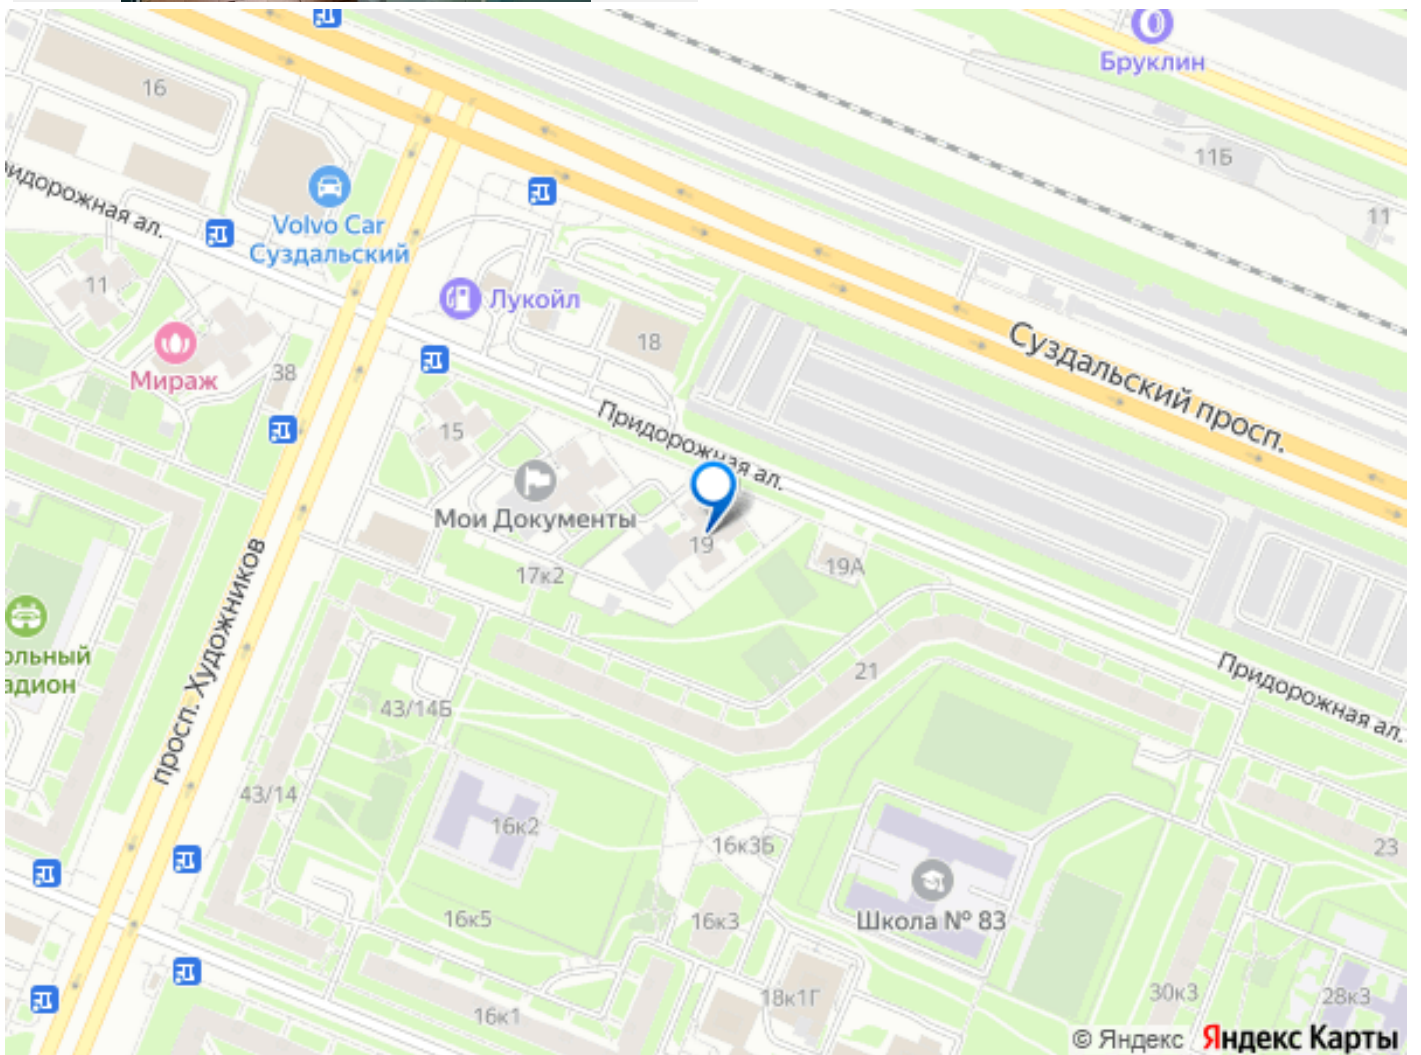 Бруклин
16
11Б
ридорожная ал.
11
Volvo Car
Суздальский
11
Лукойл
18
Суздальский просп.
Мираж
38
Придорожная ал.
15
Мои Документы
19
19А
17к2
просп. Художников
ольный
адион
21
Придорожная ал.
43/14Б
43/14
16к2
16к3Б
23
Школа № 83
16к5
16к3
18к1Г
30к3
28к3
16к1
© Яндекс Яндекс Карты